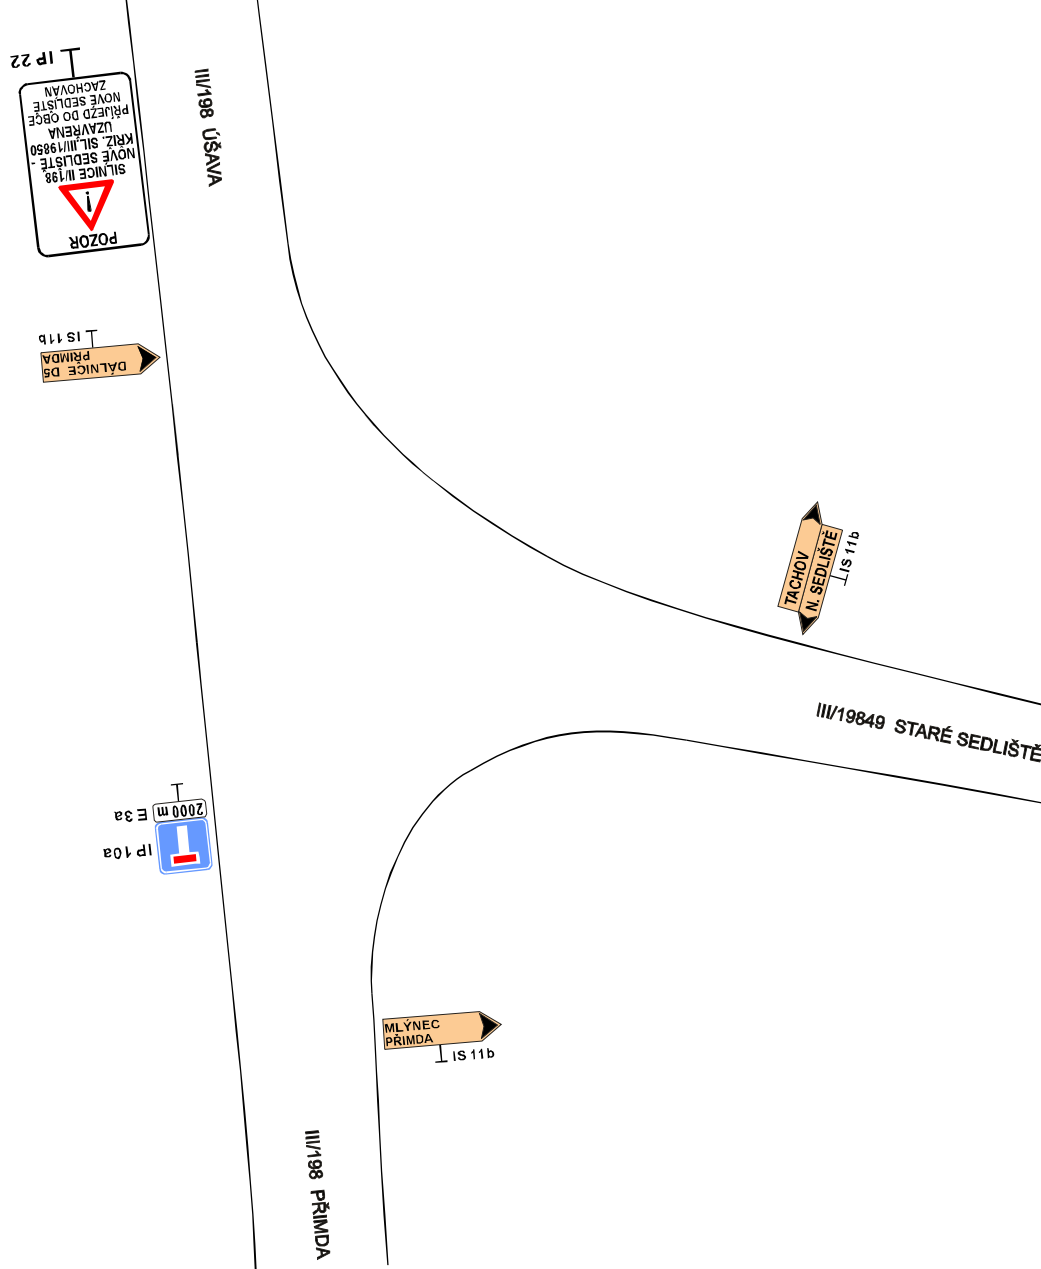 IP 22
POZOR
!
SILNICE II/198
NOVÉ SEDLIŠTĚ -
KŘIŽ. SIL.III/19850
UZAVŘENA
PŘÍJEZD DO OBCE
NOVÉ SEDLIŠTĚ
ZACHOVÁN
III/198 ÚŠAVA
IS 11b
DÁLNICE D5
PŘIMDA
TACHOV
N. SEDLIŠTĚ
IS 11b
III/19849 STARÉ SEDLIŠTĚ
2000 m
E 3a
IP 10a
MLÝNEC
PŘIMDA
IS 11b
III/198 PŘIMDA